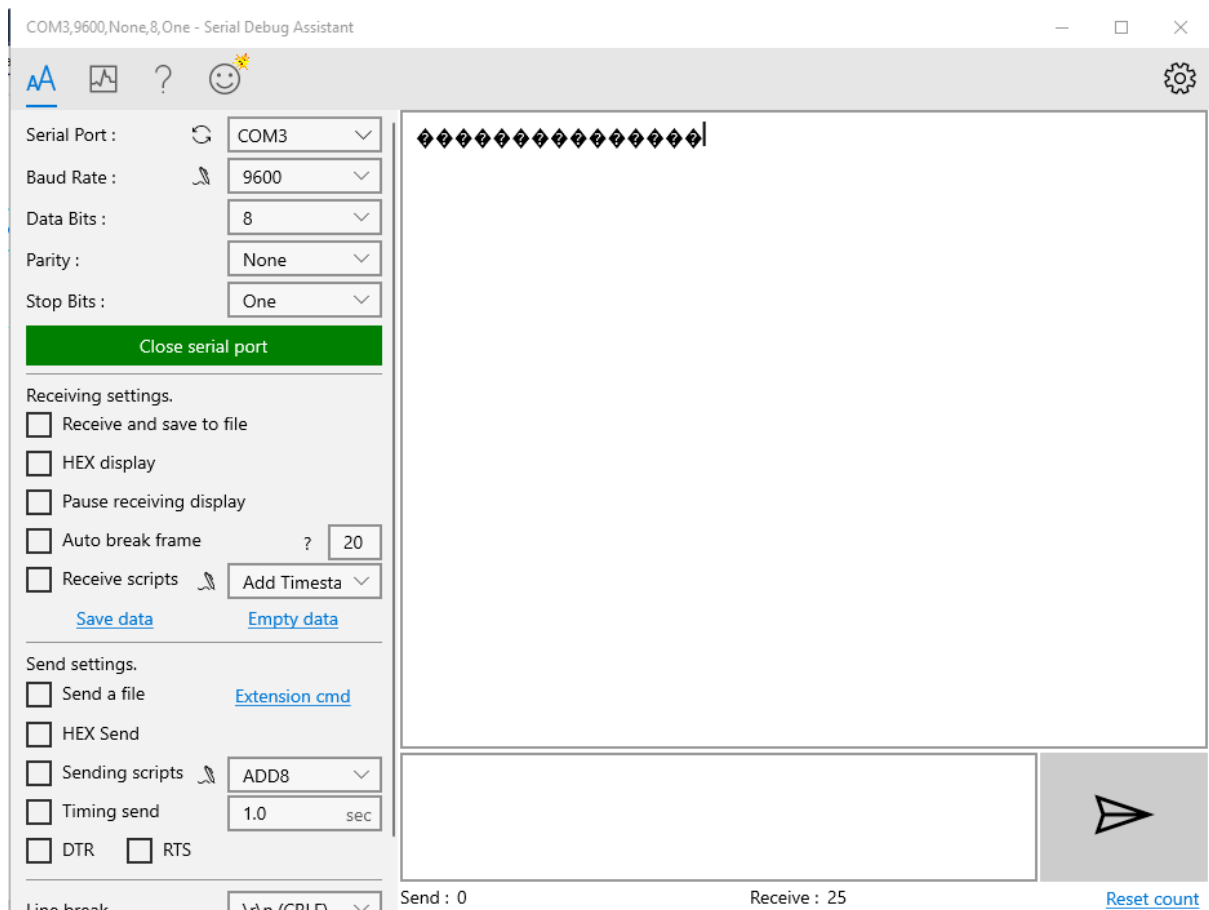 COM3,9600,None,8,One - Serial Debug Assistant
AA
Serial Port :
COM3
Baud Rate :
9600
Data Bits :
8
Parity :
None
Stop Bits :
One
Close serial port
Receiving settings.
Receive and save to file
HEX display
Pause receiving display
Auto break frame ? 20
Receive scripts
Add Timesta
Save data
Empty data
Send settings.
Send a file
Extension cmd
HEX Send
Sending scripts
ADD8
Timing send
1.0 sec
DTR
RTS
���������������
Send : 0
Receive : 25
Reset count